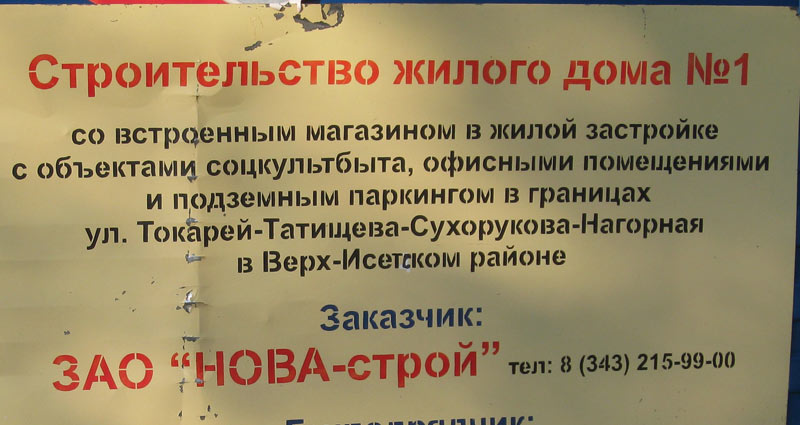 Строительство жилого дома №1
со встроенным магазином в жилой застройке
с объектами соцкультбыта, офисными помещениями
и подземным паркингом в границах
ул. Токарей-Татищева-Сухорукова-Нагорная
в Верх-Исетском районе
Заказчик:
ЗАО “НОВА-строй” тел: 8 (343) 215-99-00